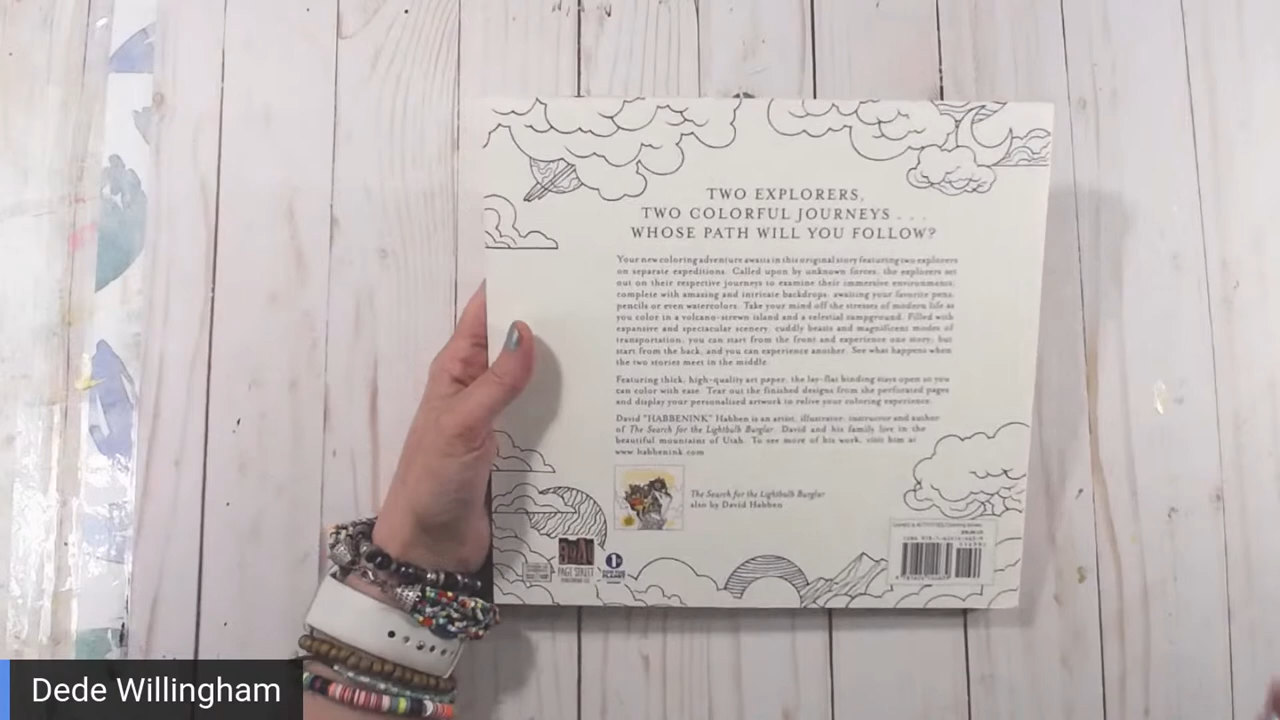 TWO EXPLORERS,
TWO COLORFUL JOURNEYS . . .
WHOSE PATH WILL YOU FOLLOW?
Your new coloring adventure awaits in this original story featuring two explorers
on separate expeditions. Called upon by unknown forces, the explorers set
out on their respective journeys to examine their immersive environments,
complete with amazing and intricate backdrops, awaiting your favorite pens,
pencils or even watercolors. Take your mind off the stresses of modern life as
you color in a volcano-strewn island and a celestial campground. Filled with
expansive and spectacular scenery, cuddly beasts and magnificent modes of
transportation, you can start from the front and experience one story, but
start from the back, and you can experience another. See what happens when
the two stories meet in the middle.
Featuring thick, high-quality art paper, the lay-flat binding stays open so you
can color with ease. Tear out the finished designs from the perforated pages
and display your personalized artwork to relive your coloring experience.
David "HABBENINK" Habben is an artist, illustrator, instructor and author
of The Search for the Lightbulb Burglar. David and his family live in the
beautiful mountains of Utah. To see more of his work, visit him at
www.habbenink.com
The Search for the Lightbulb Burglar
also by David Habben
PAGE STREET
Dede Willingham